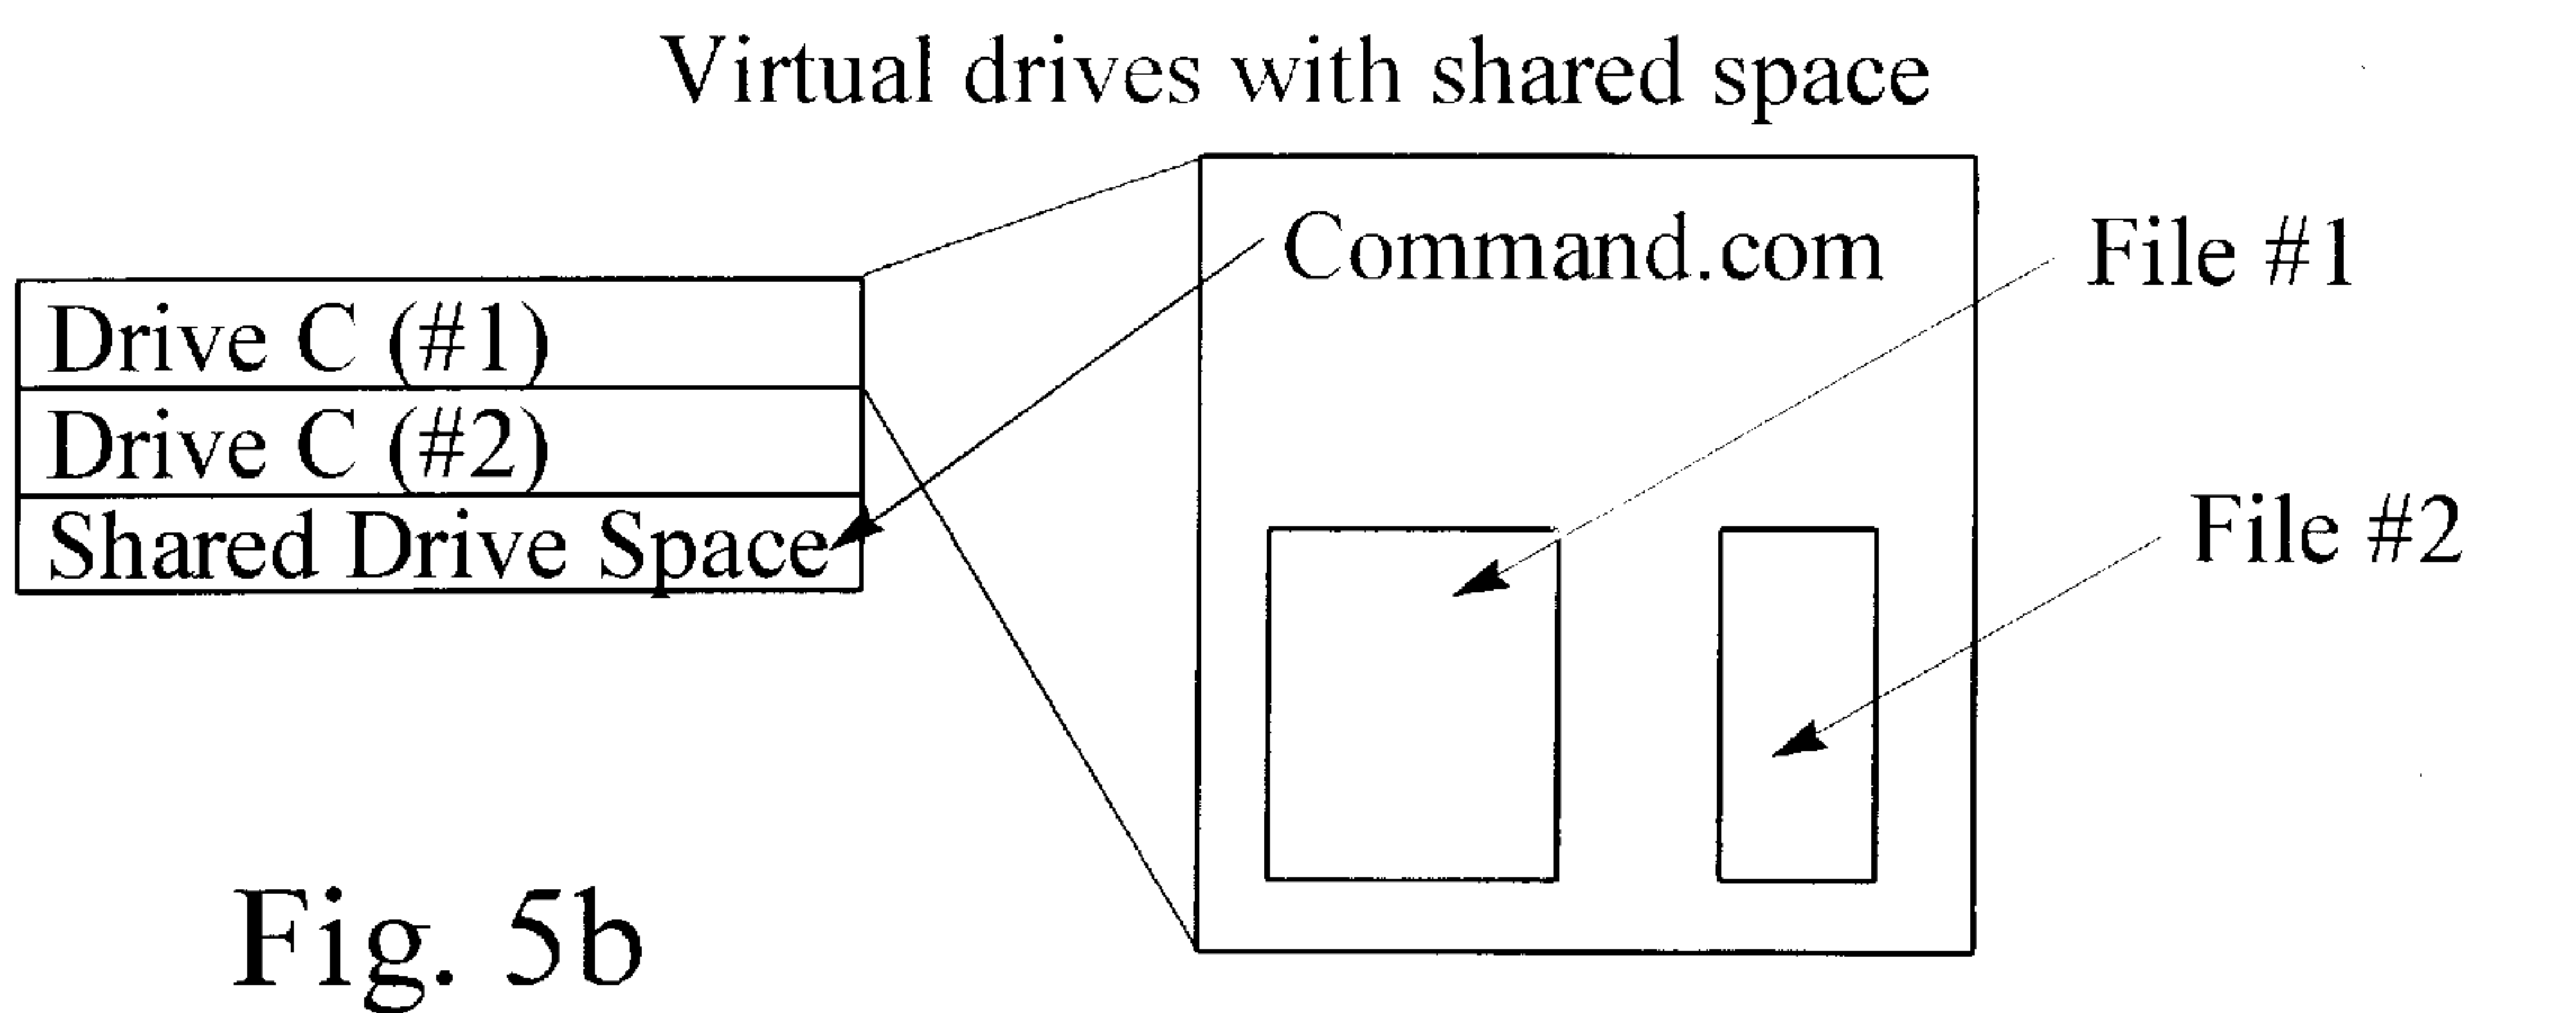 Virtual drives with shared space
Command.com
File #1
Drive C (#1)
Drive C (#2)
File #2
Shared Drive Space
Fig. 5b